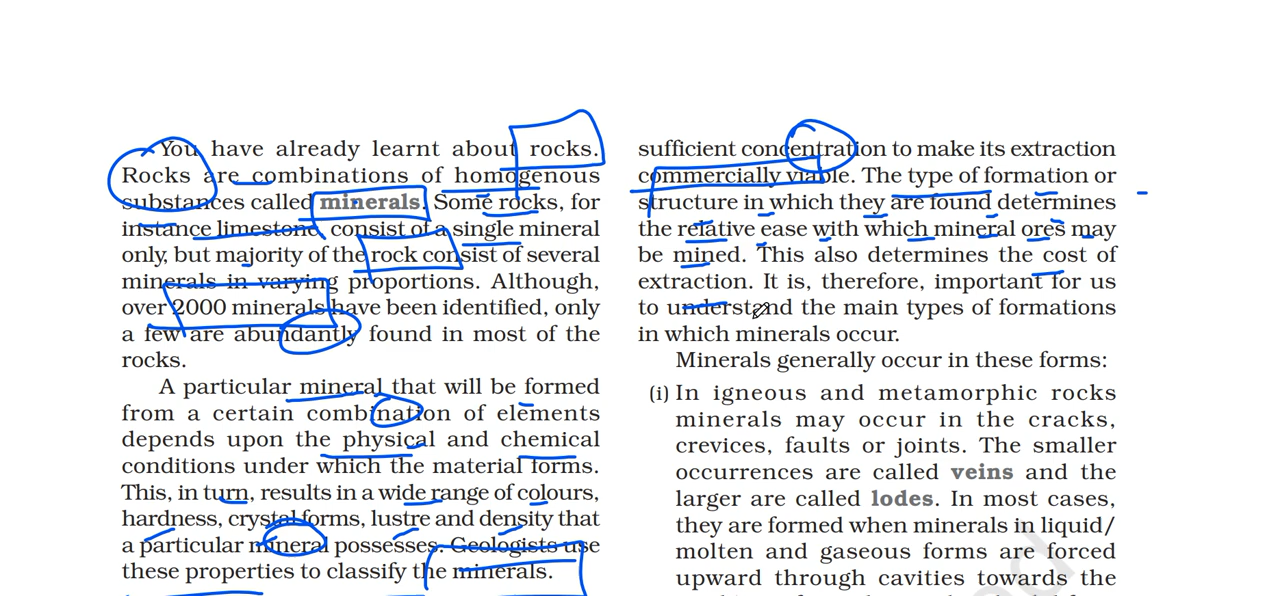 You have already learnt about rocks.
Rocks are combinations of homogenous
substances called minerals. Some rocks, for
instance limestone, consist of a single mineral
only, but majority of the rock consist of several
minerals in varying proportions. Although,
over 2000 minerals have been identified, only
a few are abundantly found in most of the
rocks.
A particular mineral that will be formed
from a certain combination of elements
depends upon the physical and chemical
conditions under which the material forms.
This, in turn, results in a wide range of colours,
hardness, crystal forms, lustre and density that
a particular mineral possesses. Geologists use
these properties to classify the minerals.
sufficient concentration to make its extraction
commercially viable. The type of formation or
structure in which they are found determines
the relative ease with which mineral ores may
be mined. This also determines the cost of
extraction. It is, therefore, important for us
to understand the main types of formations
in which minerals occur.
Minerals generally occur in these forms:
(i) In igneous and metamorphic rocks
minerals may occur in the cracks,
crevices, faults or joints. The smaller
occurrences are called veins and the
larger are called lodes. In most cases,
they are formed when minerals in liquid/
molten and gaseous forms are forced
upward through cavities towards the